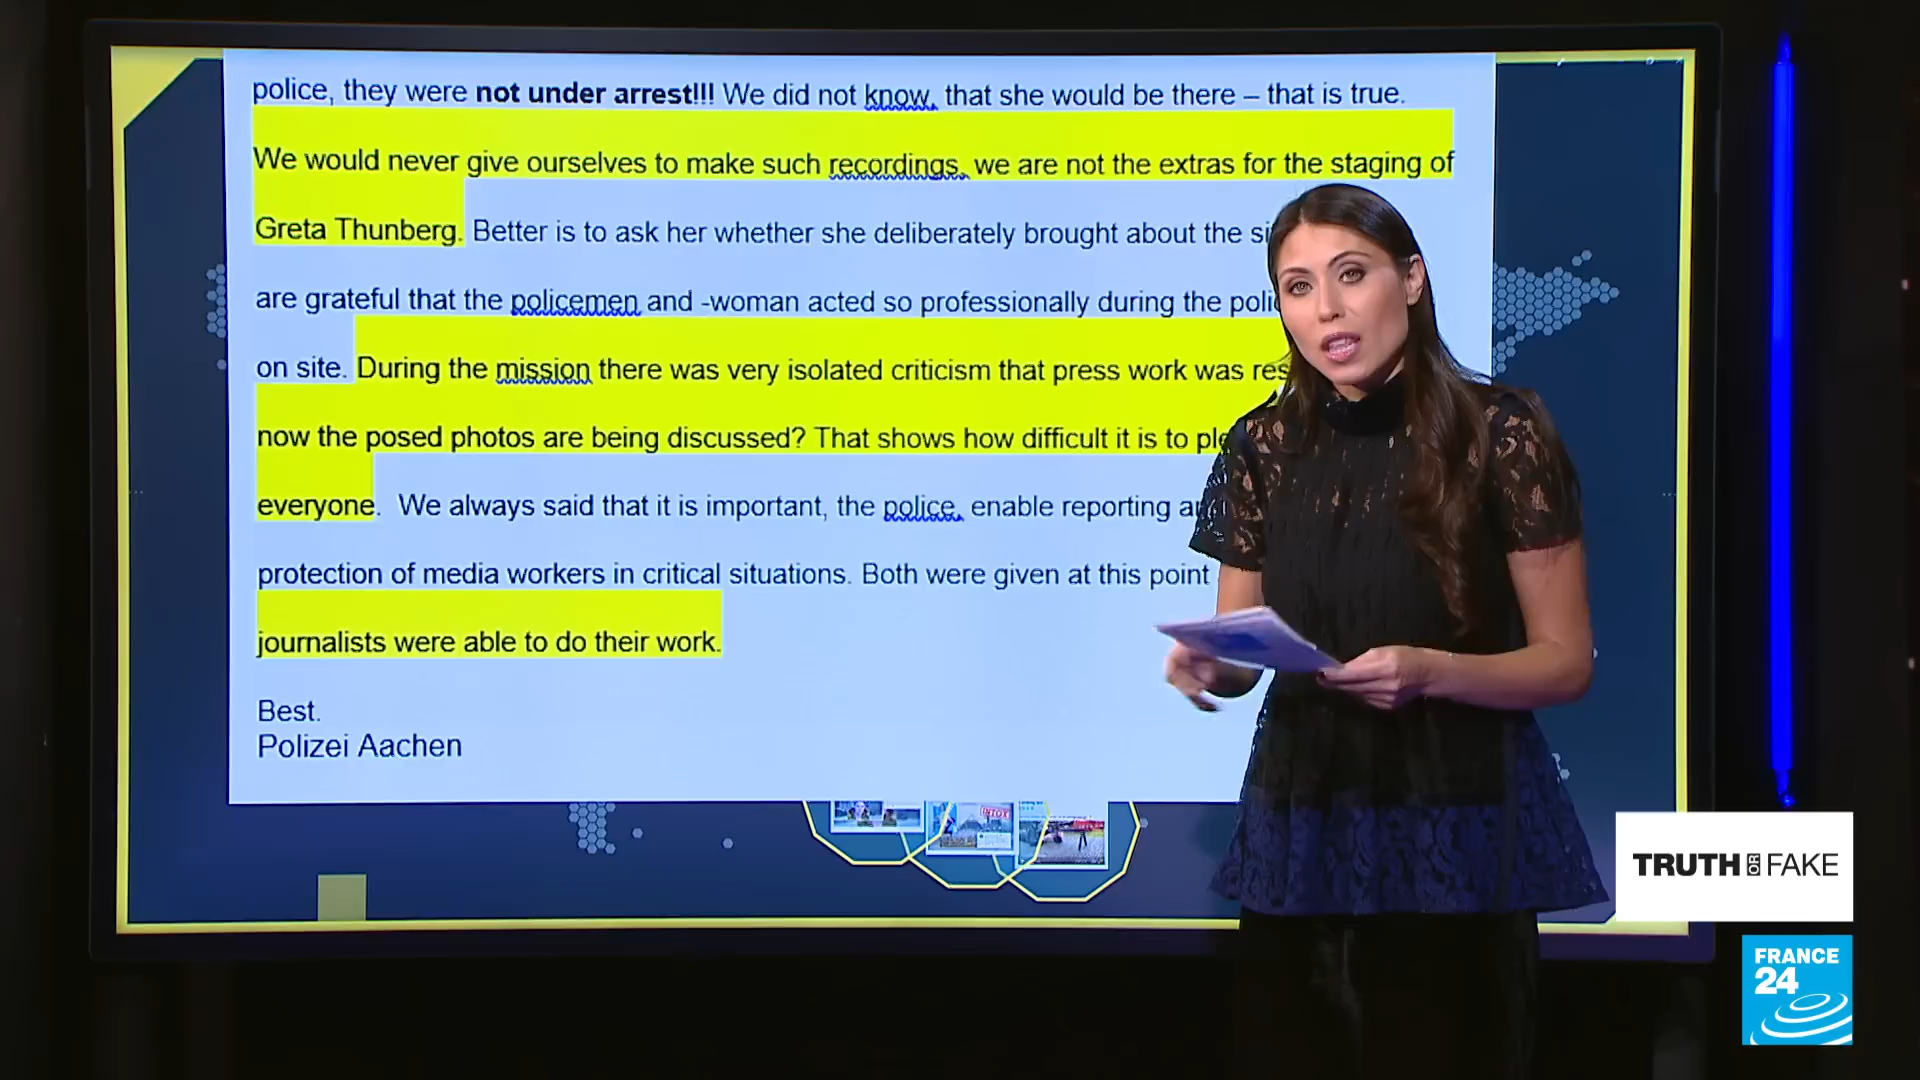 police, they were not under arrest!!! We did not know, that she would be there – that is true.
We would never give ourselves to make such recordings, we are not the extras for the staging of
Greta Thunberg. Better is to ask her whether she deliberately brought about the si
are grateful that the policemen and -woman acted so professionally during the polic
on site. During the mission there was very isolated criticism that press work was res
now the posed photos are being discussed? That shows how difficult it is to ple
everyone. We always said that it is important, the police, enable reporting an
protection of media workers in critical situations. Both were given at this point
journalists were able to do their work.
Best.
Polizei Aachen
INTOX
TRUTH OR FAKE
FRANCE
24